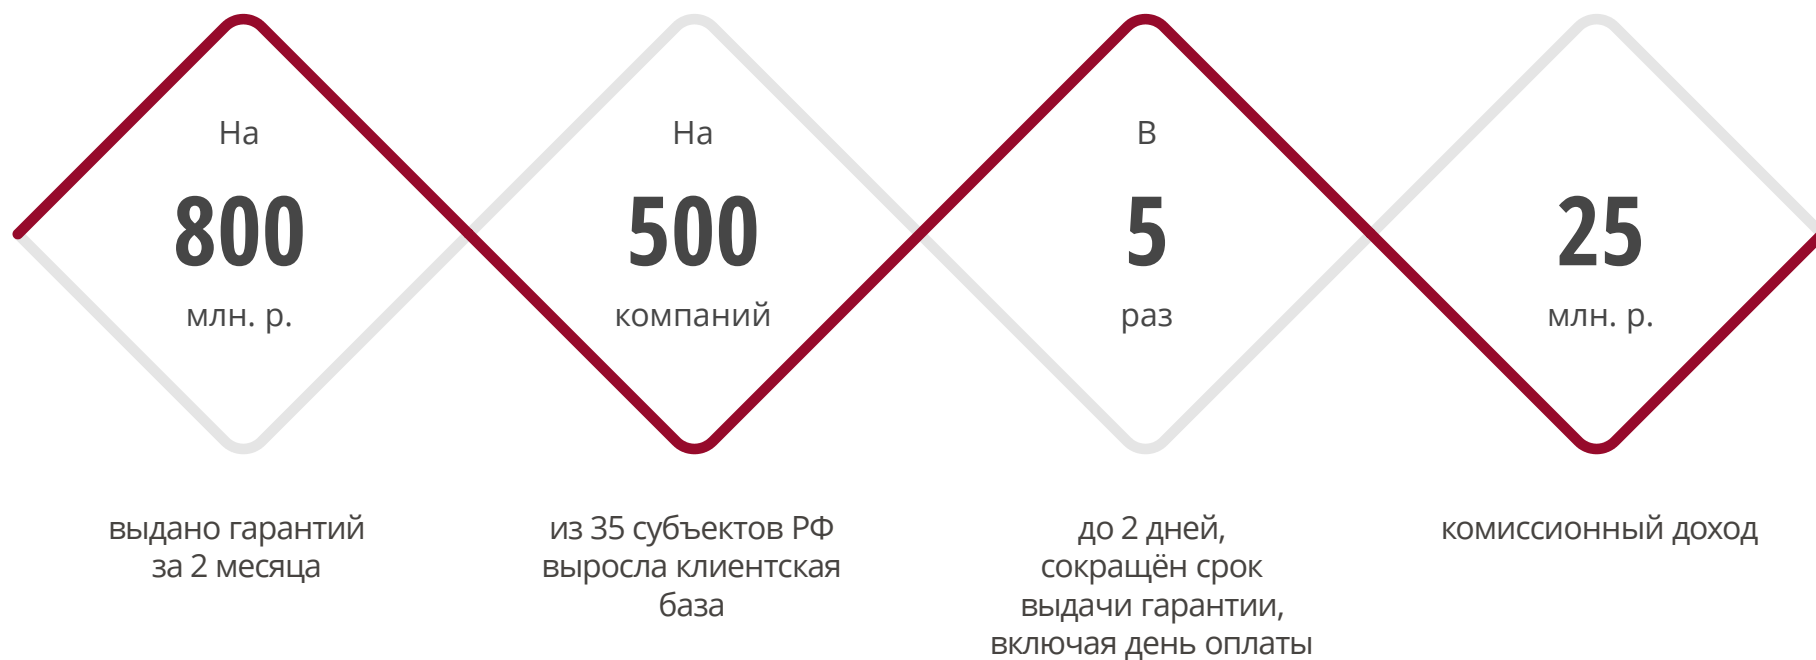 На
800
млн. р.
выдано гарантий
за 2 месяца
На
500
компаний
из 35 субъектов РФ
выросла клиентская
база
В
5
раз
до 2 дней,
сокращён срок
выдачи гарантии,
включая день оплаты
25
млн. р.
комиссионный доход